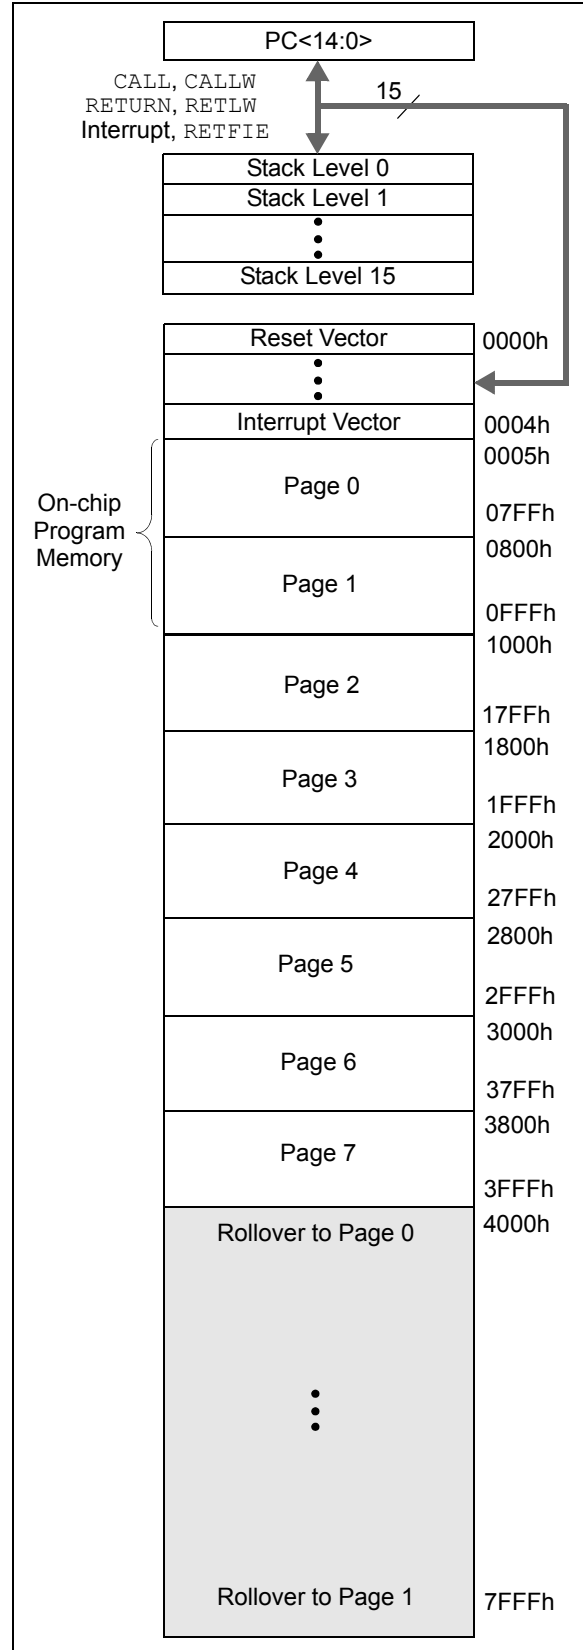 PC<14:0>
CALL, CALLW
RETURN, RETLW
Interrupt, RETFIE
15
Stack Level 0
Stack Level 1
Stack Level 15
Reset Vector
0000h
Interrupt Vector
0004h
0005h
On-chip
Program
Memory
Page 0
07FFh
0800h
Page 1
0FFFh
1000h
Page 2
17FFh
1800h
Page 3
1FFFh
2000h
Page 4
27FFh
2800h
Page 5
2FFFh
3000h
Page 6
37FFh
3800h
Page 7
3FFFh
4000h
Rollover to Page 0
Rollover to Page 1
7FFFh